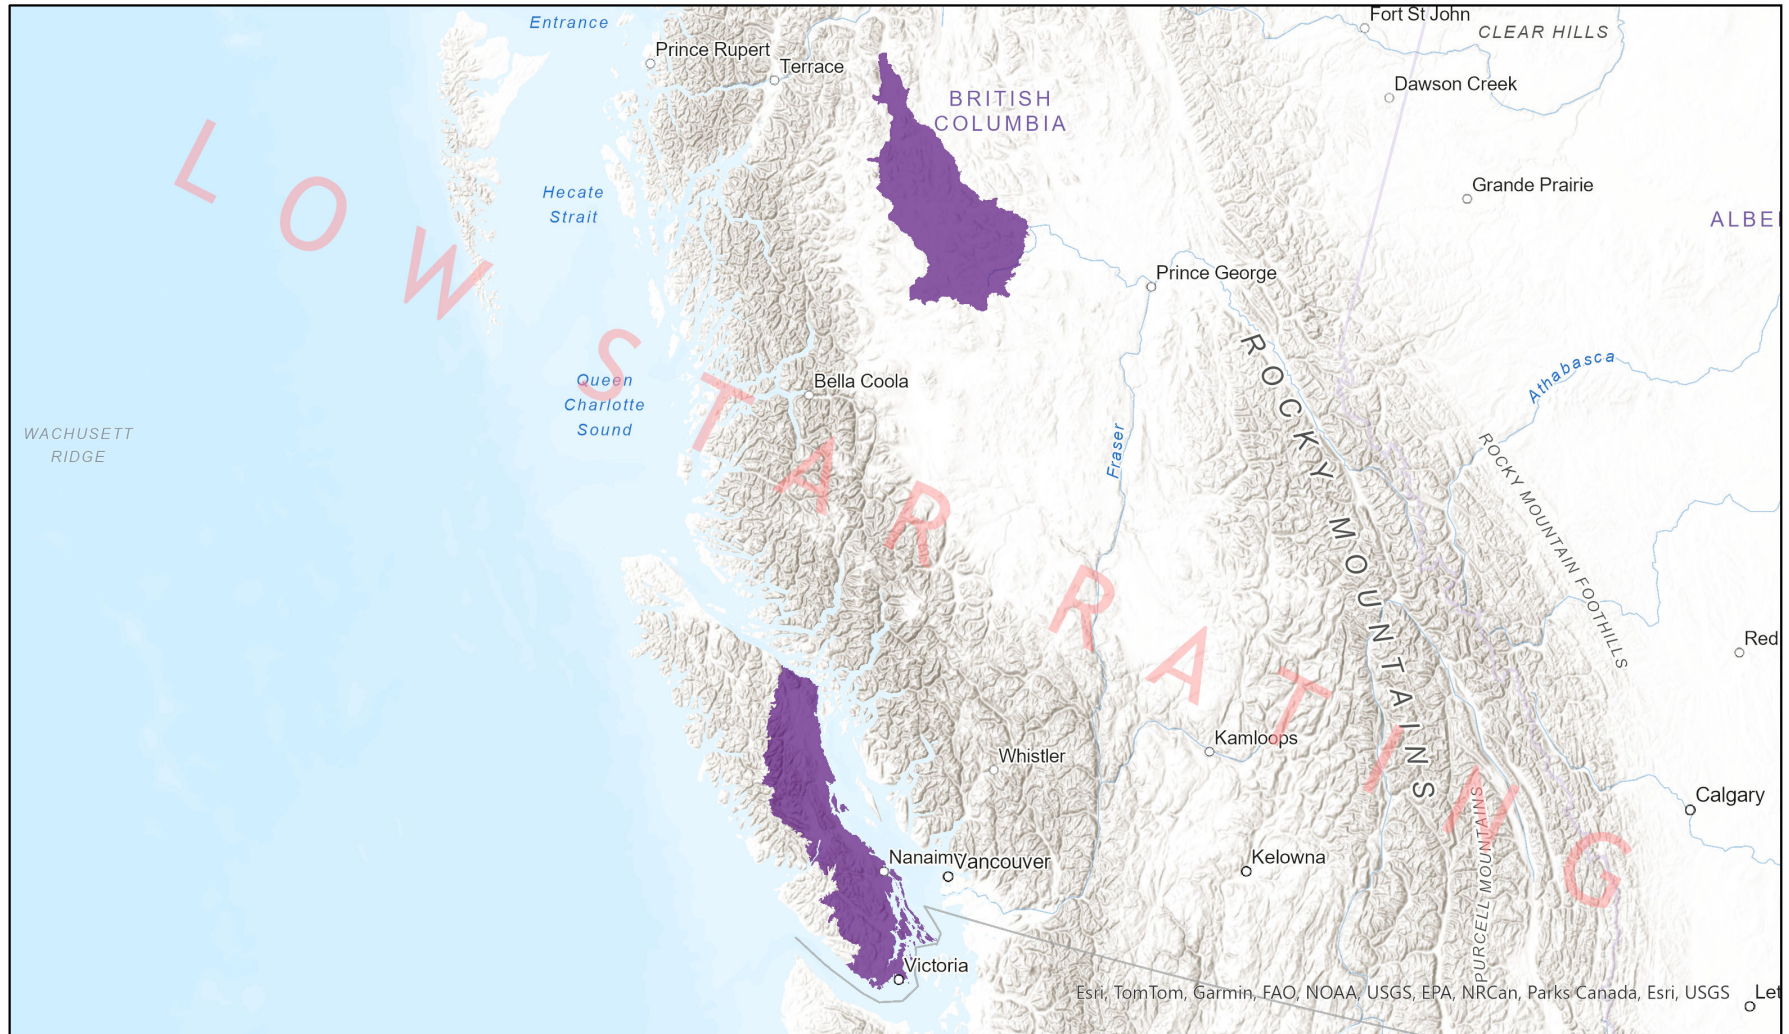 Entrance
Fort St John
CLEAR HILLS
Prince Rupert
Terrace
Dawson Creek
BRITISH
COLUMBIA
Grande Prairie
Hecate
Strait
ALBE
Prince George
LOW STAR RATING
Queen
Charlotte
Sound
Bella Coola
Athabasca
WACHUSETT
RIDGE
Fraser
ROCKY MOUNTAINS
ROCKY MOUNTAIN FOOTHILLS
Red
Whistler
Kamloops
Calgary
PURCELL MOUNTAINS
Nanaim
Vancouver
Kelowna
Victoria
Esri, TomTom, Garmin, FAO, NOAA, USGS, EPA, NRCan, Parks Canada, Esri, USGS
Let